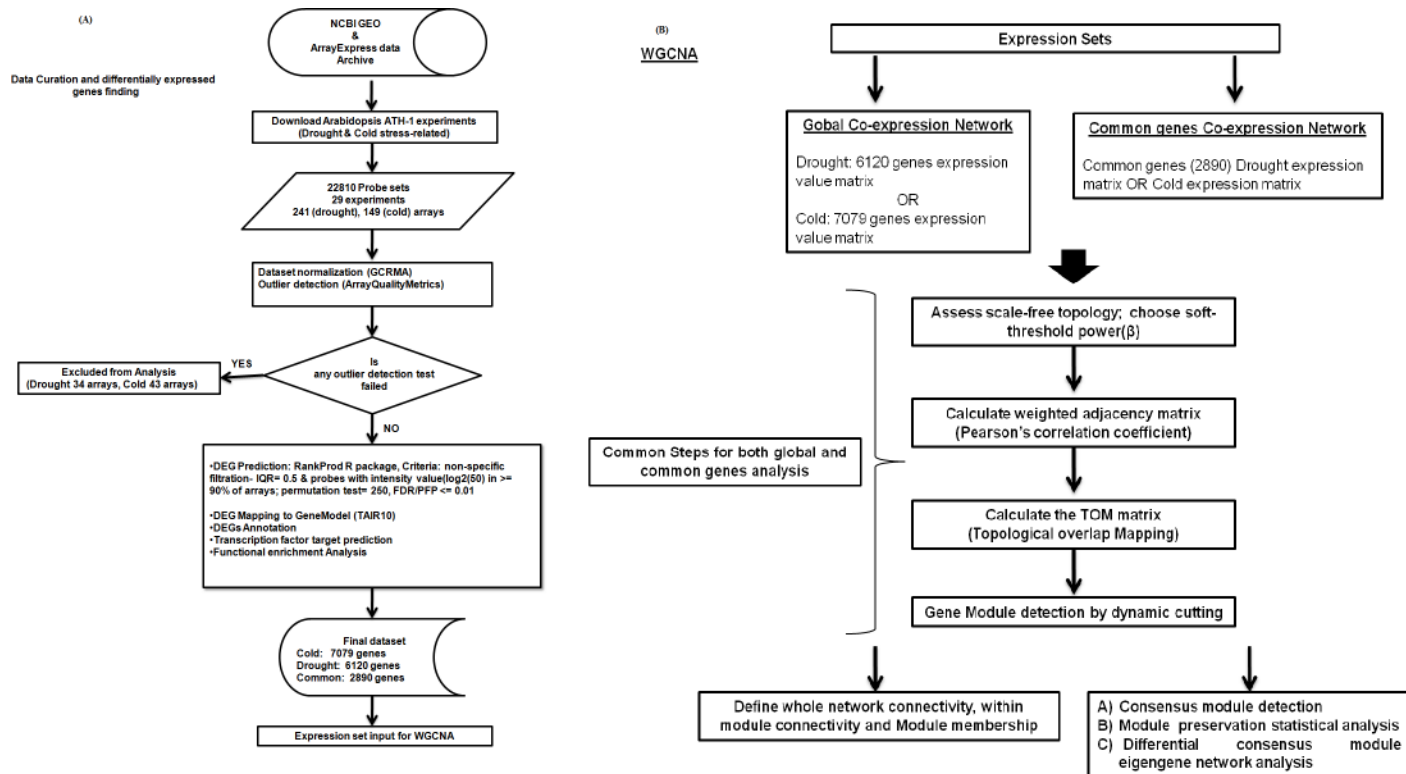 (A)
NCBI GEO
&
ArrayExpress data
Archive
Data Curation and differentially expressed
genes finding
Download Arabidopsis ATH-1 experiments
(Drought & Cold stress-related)
22810 Probe sets
29 experiments
241 (drought), 149 (cold) arrays
Dataset normalization (GCRMA)
Outlier detection (ArrayQualityMetrics)
Is
any outlier detection test
failed
YES
Excluded from Analysis
(Drought 34 arrays, Cold 43 arrays)
NO
•DEG Prediction: RankProd R package, Criteria: non-specific
filtration- IQR= 0.5 & probes with intensity value(log2(50) in >=
90% of arrays; permutation test= 250, FDR/PFP <= 0.01
•DEG Mapping to GeneModel (TAIR10)
•DEGs Annotation
•Transcription factor target prediction
•Functional enrichment Analysis
Final dataset
Cold: 7079 genes
Drought: 6120 genes
Common: 2890 genes
Expression set input for WGCNA
(B)
WGCNA
Expression Sets
Gobal Co-expression Network
Drought: 6120 genes expression
value matrix
OR
Cold: 7079 genes expression
value matrix
Common genes Co-expression Network
Common genes (2890) Drought expression
matrix OR Cold expression matrix
Assess scale-free topology; choose soft-
threshold power(β)
Calculate weighted adjacency matrix
(Pearson's correlation coefficient)
Common Steps for both global and
common genes analysis
Calculate the TOM matrix
(Topological overlap Mapping)
Gene Module detection by dynamic cutting
Define whole network connectivity, within
module connectivity and Module membership
A) Consensus module detection
B) Module preservation statistical analysis
C) Differential consensus module
eigengene network analysis